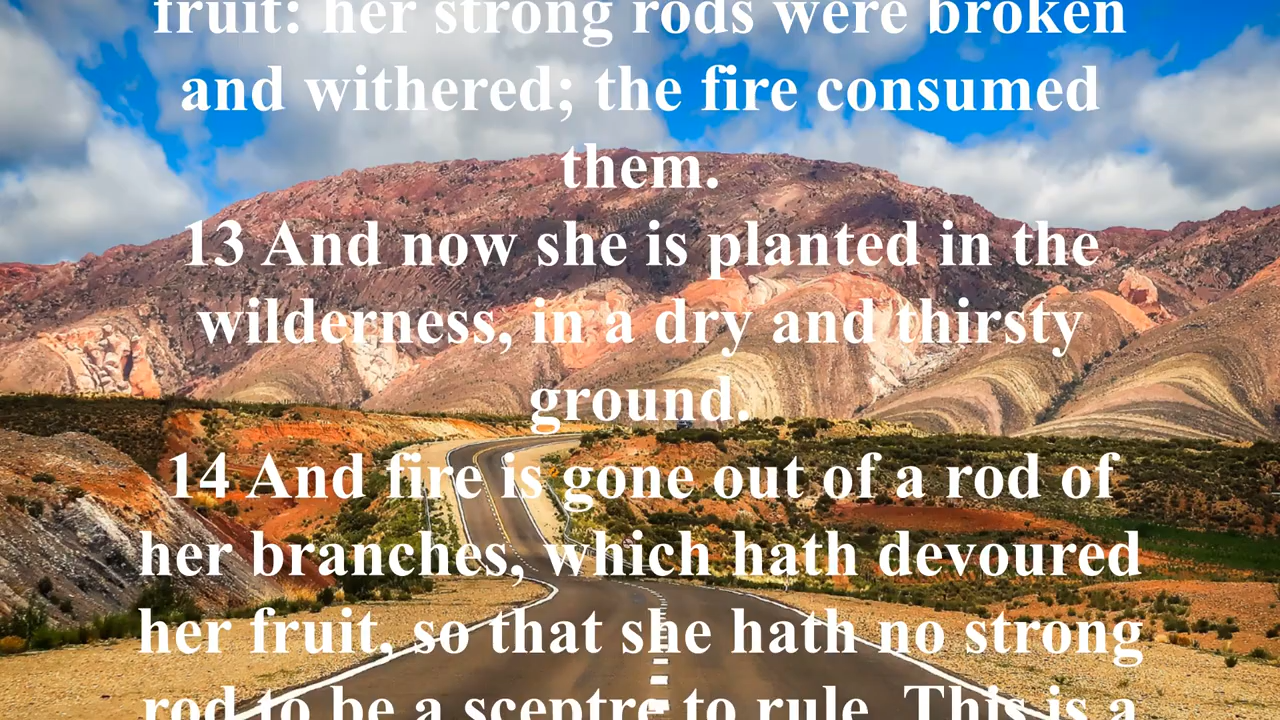 fruit: her strong rods were broken
and withered; the fire consumed
them.
13 And now she is planted in the
wilderness, in a dry and thirsty
ground.
14 And fire is gone out of a rod of
her branches, which hath devoured
her fruit, so that she hath no strong
rod to be a sceptre to rule. This is a